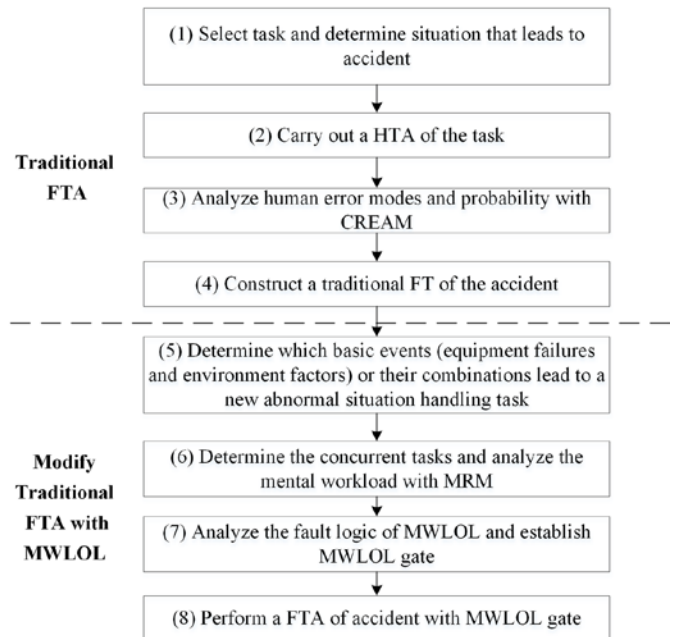 (1) Select task and determine situation that leads to
accident
(2) Carry out a HTA of the task
Traditional
FTA
(3) Analyze human error modes and probability with
CREAM
(4) Construct a traditional FT of the accident
(5) Determine which basic events (equipment failures
and environment factors) or their combinations lead to a
new abnormal situation handling task
Modify
Traditional
FTA with
MWLOL
(6) Determine the concurrent tasks and analyze the
mental workload with MRM
(7) Analyze the fault logic of MWLOL and establish
MWLOL gate
(8) Perform a FTA of accident with MWLOL gate